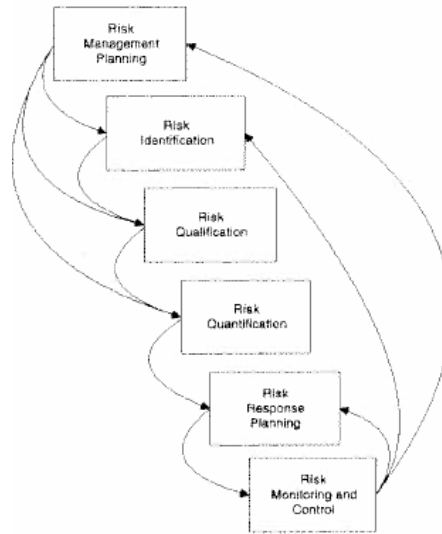 Risk
Management
Planning
Risk
Identification
Risk
Qualification
Risk
Quantification
Risk
Response
Planning
Risk
Monitoring and
Control